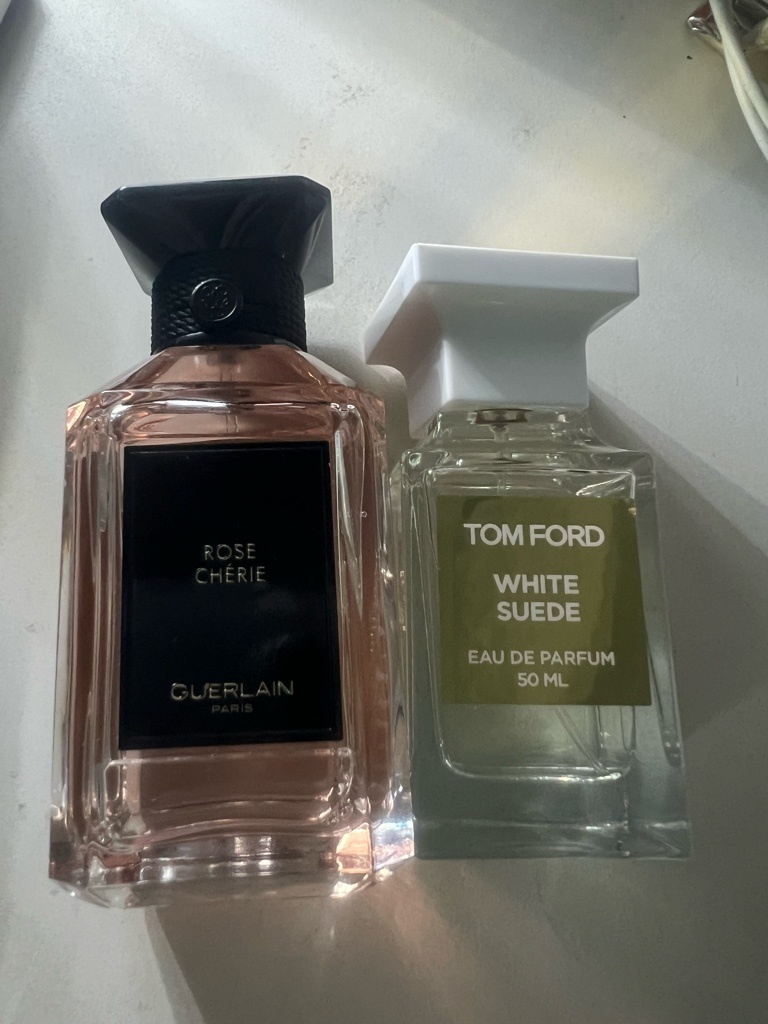 ROSE
CHÉRIE
GUERLAIN
PARIS
TOM FORD
WHITE
SUEDE
EAU DE PARFUM
50 ML